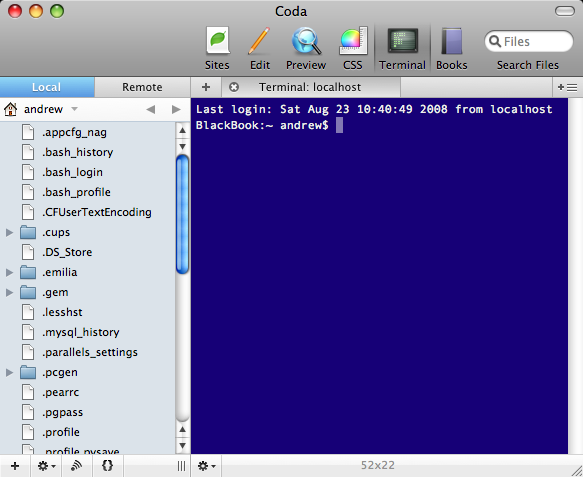 Coda
Sites
Edit
Preview
CSS
Terminal
Books
Files
Search Files
Local
Remote
Terminal: localhost
andrew
.appcfg_nag
.bash_history
.bash_login
.bash_profile
.CFUserTextEncoding
.cups
.DS_Store
.emilia
.gem
.lesshst
.mysql_history
.parallels_settings
.pcgen
.pearrc
.pgpass
.profile
.profile.pysave
Last login: Sat Aug 23 10:40:49 2008 from localhost
BlackBook:~ andrew$
52x22